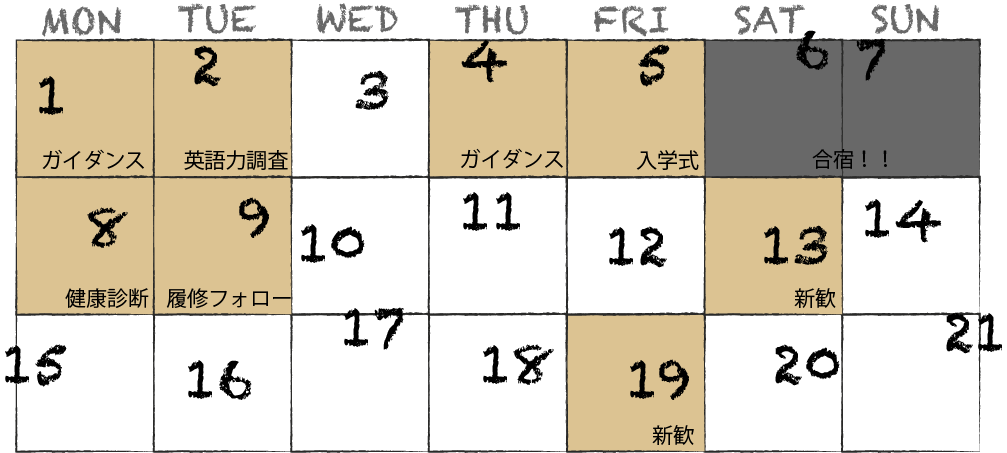 MON TUE WED THU FRI SAT SUN
1 2 3 4 5 6 7
ガイダンス 英語力調査 ガイダンス 入学式 合宿！！
8 9 10 11 12 13 14
健康診断 履修フォロー 新歓
15 16 17 18 19 20 21
新歓